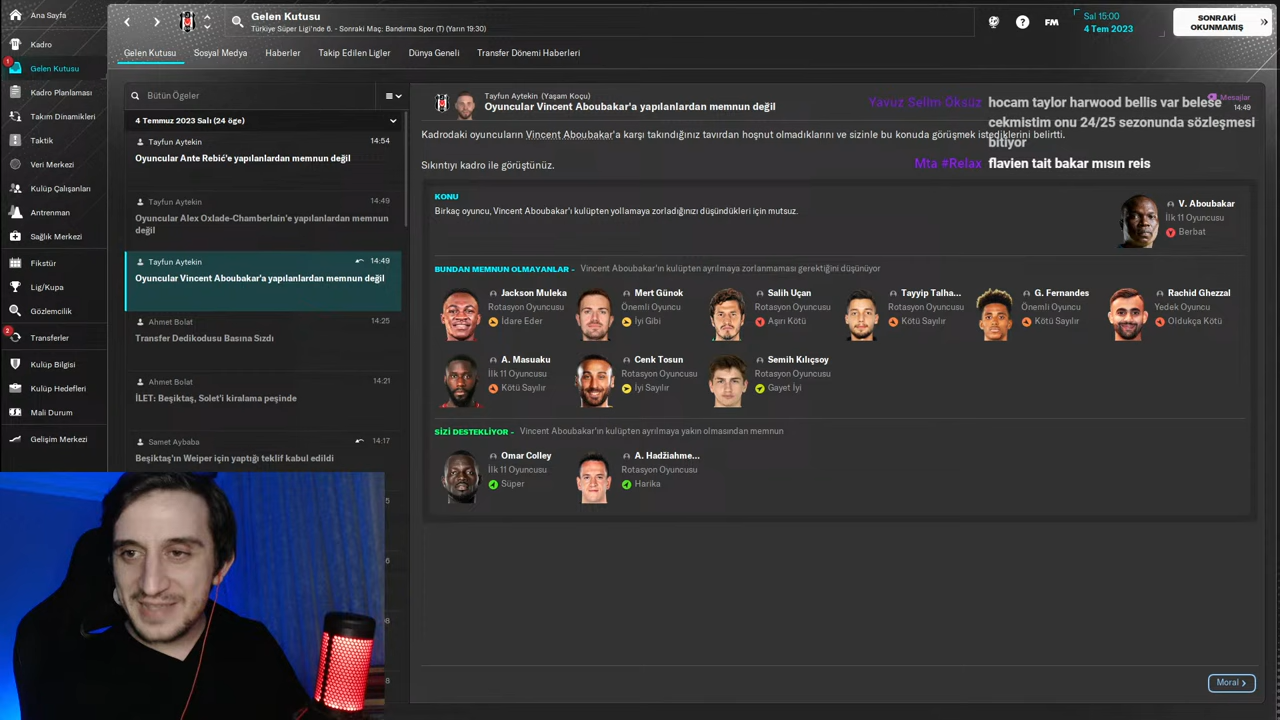 Ana Sayfa
Kadro
1
Gelen Kutusu
Kadro Planlaması
Takım Dinamikleri
Taktik
Veri Merkezi
Kulüp Çalışanları
Antrenman
Sağlık Merkezi
Fikstür
Lig/Kupa
Gözlemcilik
2
Transferler
Kulüp Bilgisi
Kulüp Hedefleri
Mali Durum
Gelişim Merkezi
Gelen Kutusu
Türkiye Süper Ligi'nde 6. - Sonraki Maç: Bandırma Spor (T) (Yarın 19:30)
FM
Sal 15:00
4 Tem 2023
SONRAKİ
OKUNMAMIŞ
Gelen Kutusu
Sosyal Medya
Haberler
Takip Edilen Ligler
Dünya Geneli
Transfer Dönemi Haberleri
Bütün Ögeler
4 Temmuz 2023 Salı (24 öge)
Tayfun Aytekin 14:54
Oyuncular Ante Rebić'e yapılanlardan memnun değil
Tayfun Aytekin 14:49
Oyuncular Alex Oxlade-Chamberlain'e yapılanlardan memnun
değil
Tayfun Aytekin 14:49
Oyuncular Vincent Aboubakar'a yapılanlardan memnun değil
Ahmet Bolat 14:25
Transfer Dedikodusu Basına Sızdı
Ahmet Bolat 14:21
İLET: Beşiktaş, Solet'i kiralama peşinde
Samet Aybaba 14:17
Beşiktaş'ın Weiper için yaptığı teklif kabul edildi
Tayfun Aytekin (Yaşam Koçu)
Oyuncular Vincent Aboubakar'a yapılanlardan memnun değil
Mesajlar
14:49
Yavuz Selim Öksüz hocam taylor harwood bellis var belese
cekmistim onu 24/25 sezonunda sözleşmesi
bitiyor
Mta #Relax flavien tait bakar mısın reis
Kadrodaki oyuncuların Vincent Aboubakar'a karşı takındığınız tavırdan hoşnut olmadıklarını ve sizinle bu konuda görüşmek istediklerini belirtti.
Sıkıntıyı kadro ile görüştünüz.
KONU
Birkaç oyuncu, Vincent Aboubakar'ı kulüpten yollamaya zorladığınızı düşündükleri için mutsuz.
V. Aboubakar
İlk 11 Oyuncusu
Berbat
BUNDAN MEMNUN OLMAYANLAR - Vincent Aboubakar'ın kulüpten ayrılmaya zorlanmaması gerektiğini düşünüyor
Jackson Muleka
Rotasyon Oyuncusu
İdare Eder
Mert Günok
Önemli Oyuncu
İyi Gibi
Salih Uçan
Rotasyon Oyuncusu
Aşırı Kötü
Tayyip Talha...
Rotasyon Oyuncusu
Kötü Sayılır
G. Fernandes
Önemli Oyuncu
Kötü Sayılır
Rachid Ghezzal
Yedek Oyuncu
Oldukça Kötü
A. Masuaku
İlk 11 Oyuncusu
Kötü Sayılır
Cenk Tosun
Rotasyon Oyuncusu
İyi Sayılır
Semih Kılıçsoy
Rotasyon Oyuncusu
Gayet İyi
SİZİ DESTEKLİYOR - Vincent Aboubakar'ın kulüpten ayrılmaya yakın olmasından memnun
Omar Colley
İlk 11 Oyuncusu
Süper
A. Hadžiahme...
Rotasyon Oyuncusu
Harika
Moral